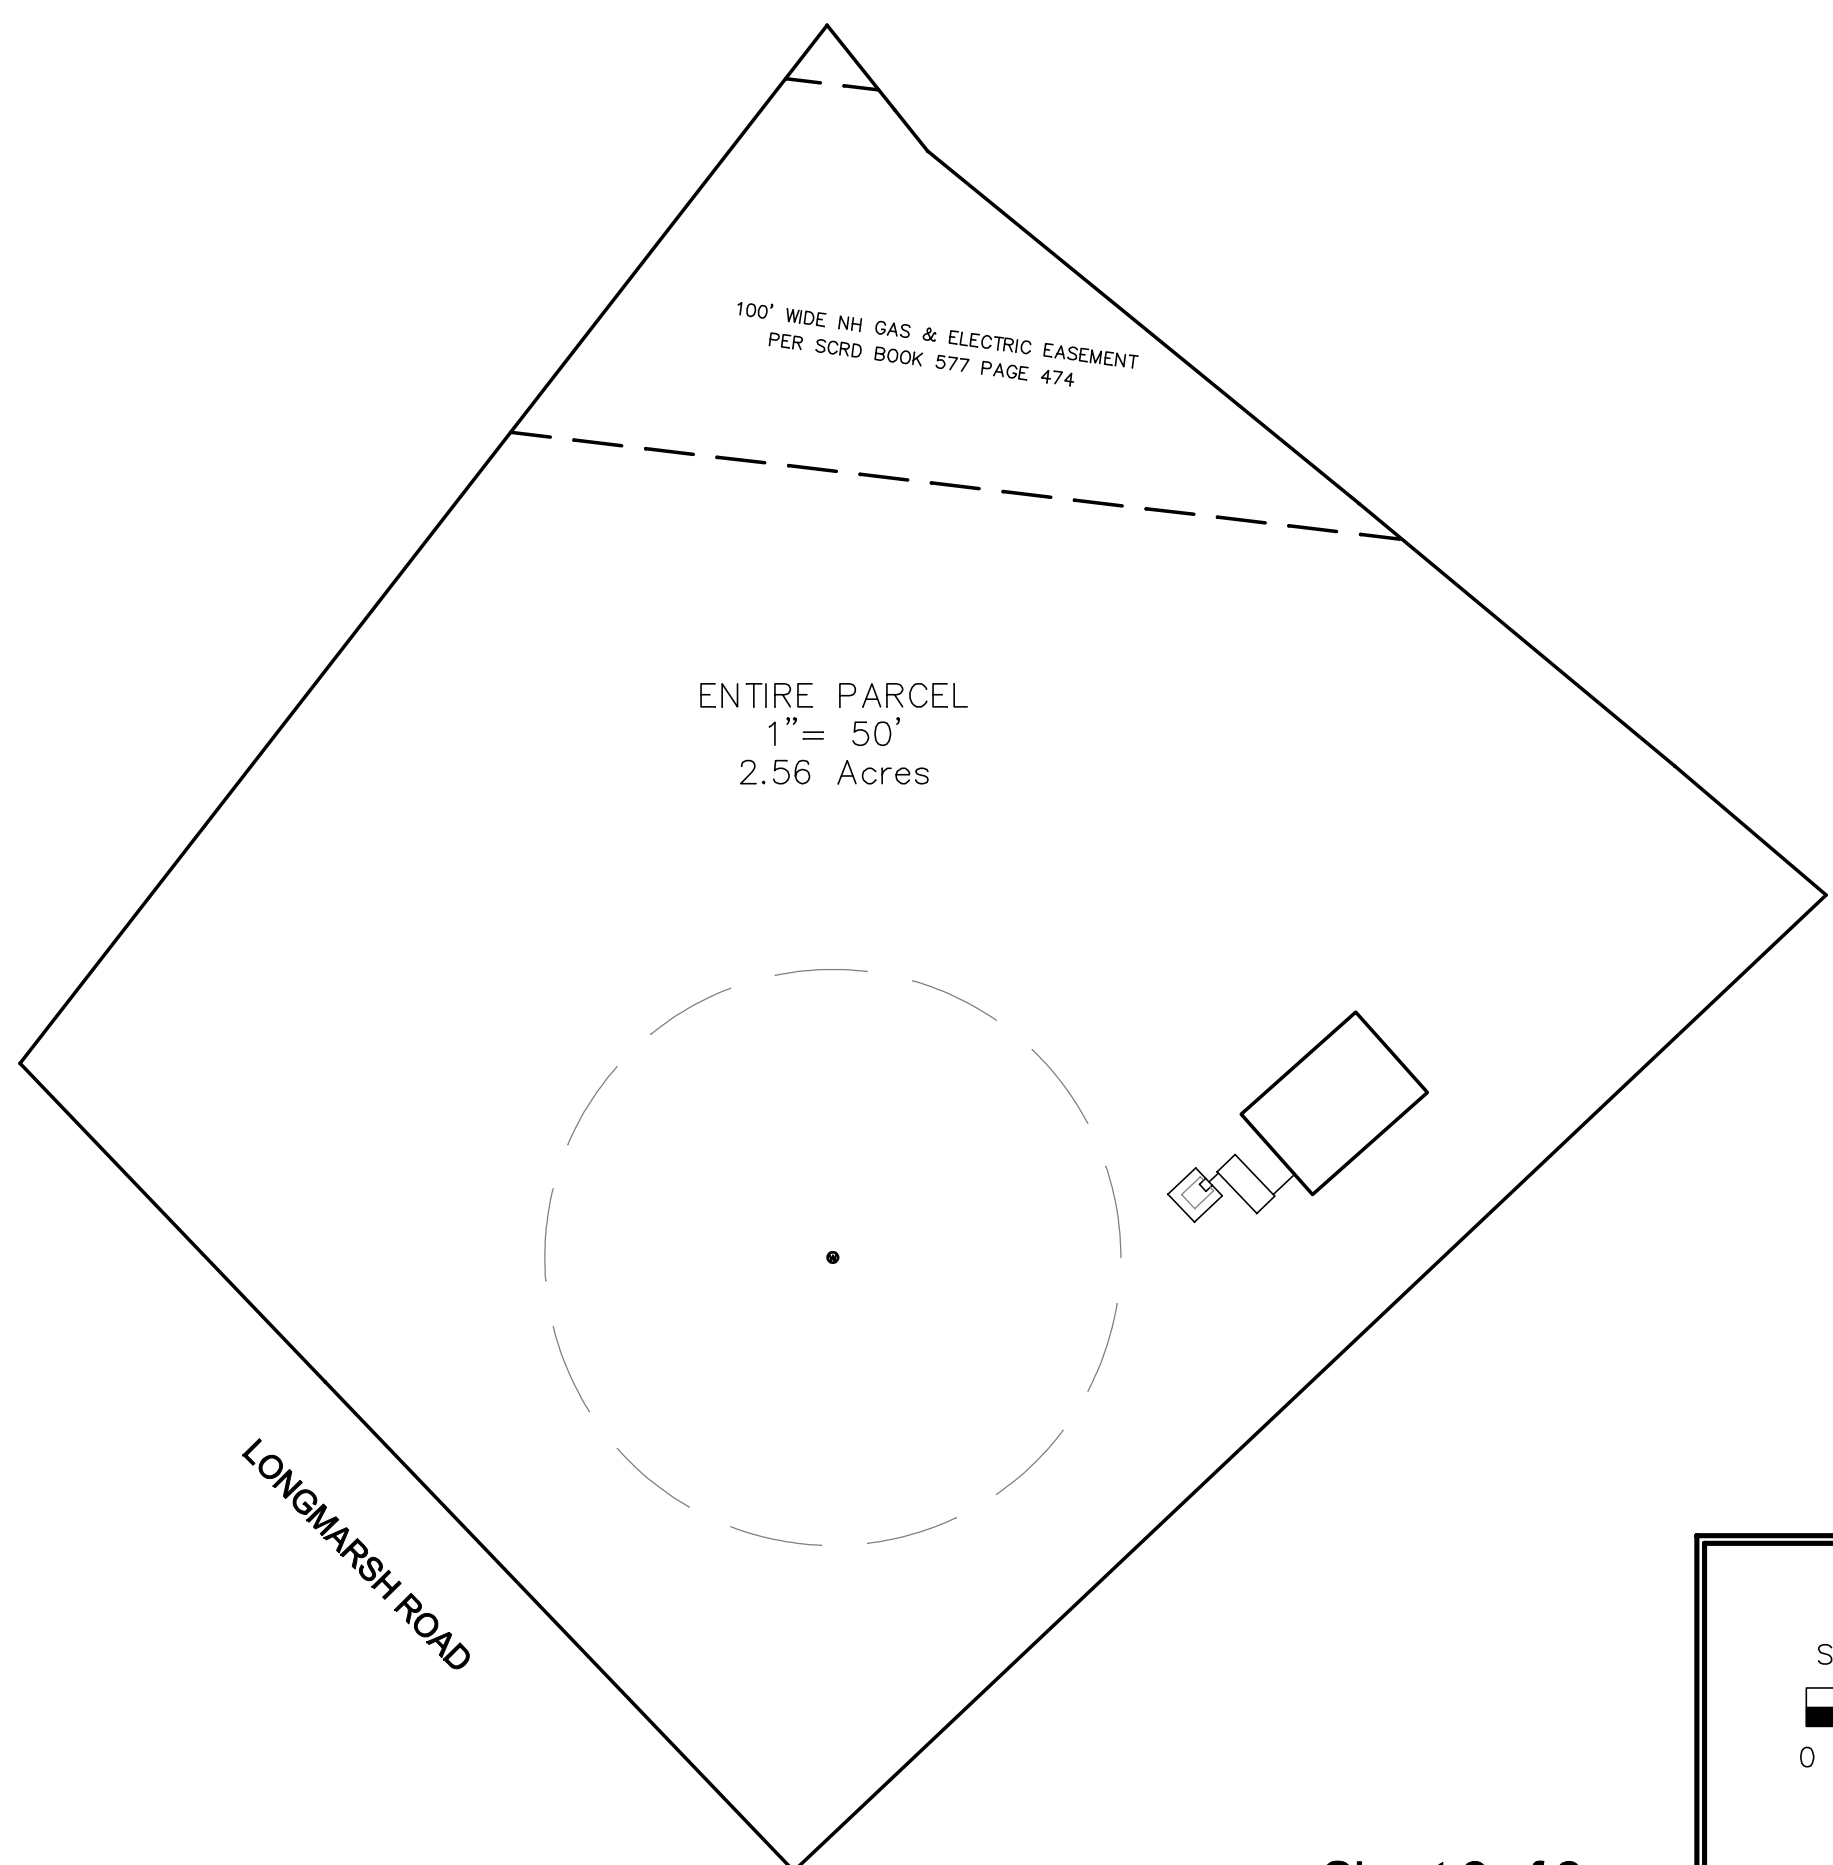 100' WIDE NH GAS & ELECTRIC EASEMENT
PER SCRD BOOK 577 PAGE 474
ENTIRE PARCEL
1"= 50'
2.56 Acres
W
LONGMARSH ROAD
S
0